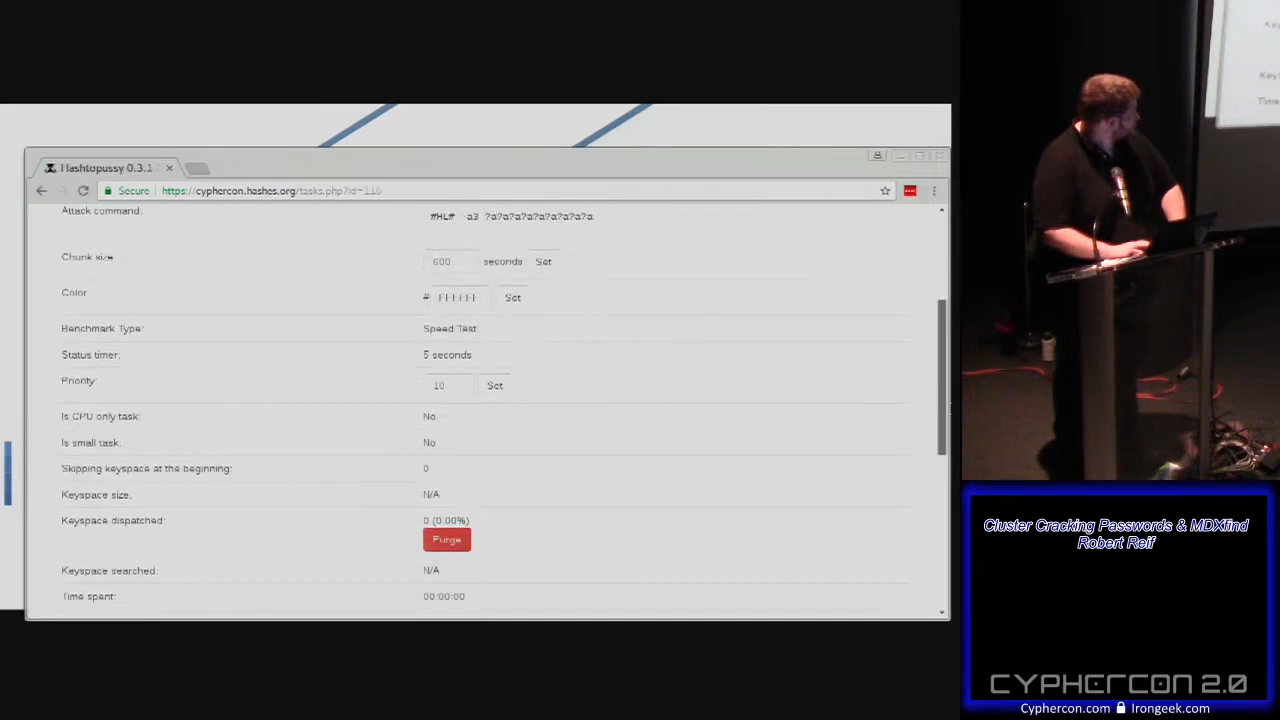 Hashtopussy 0.3.1
Secure
https://cyphercon.hashes.org/tasks.php?id=116
Attack command:
#HL# -a3 ?a?a?a?a?a?a?a?a?a
Chunk size:
600 seconds Set
Color
# FFFFFF Set
Benchmark Type: Speed Test
Status timer: 5 seconds
Priority: 10 Set
Is CPU only task: No
Is small task: No
Skipping keyspace at the beginning: 0
Keyspace size: N/A
Keyspace dispatched: 0 (0.00%)
Purge
Keyspace searched: N/A
Time spent: 00:00:00
Cluster Cracking Passwords & MDXfind
Robert Reif
CYPHERCON 2.0
Cyphercon.com Irongeek.com